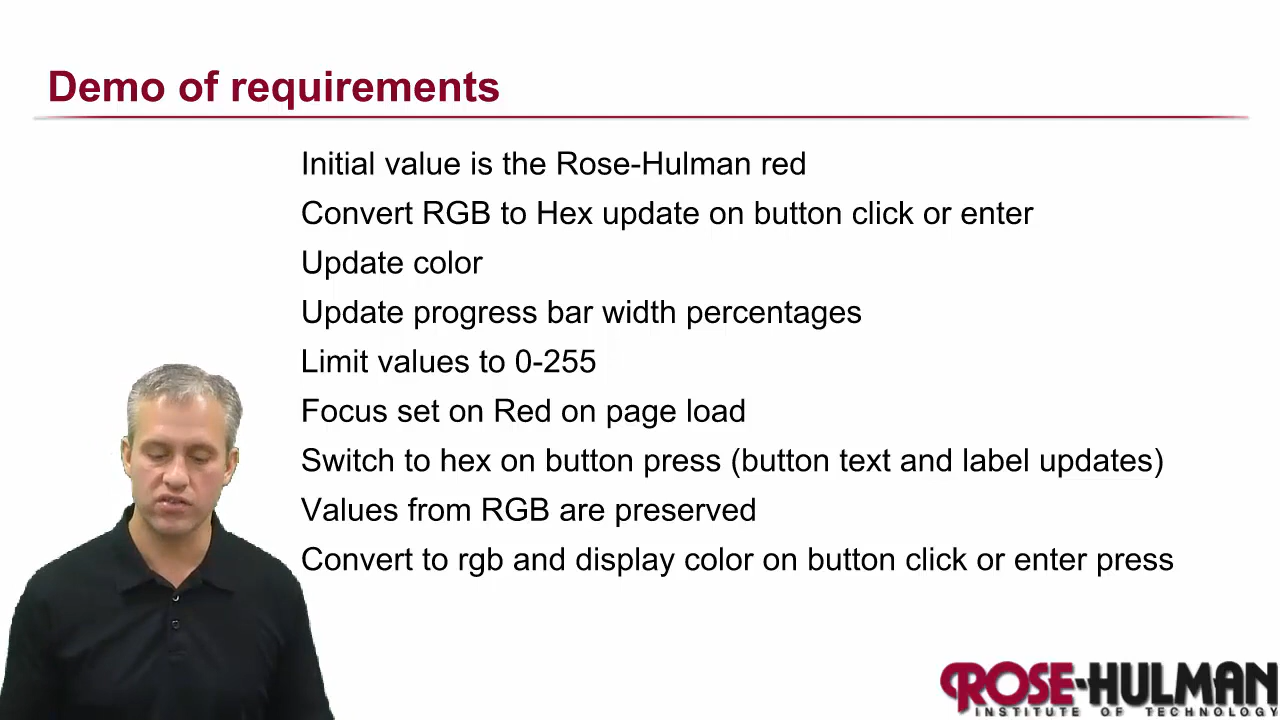 Demo of requirements
Initial value is the Rose-Hulman red
Convert RGB to Hex update on button click or enter
Update color
Update progress bar width percentages
Limit values to 0-255
Focus set on Red on page load
Switch to hex on button press (button text and label updates)
Values from RGB are preserved
Convert to rgb and display color on button click or enter press
ROSE-HULMAN
INSTITUTE OF TECHNOLOGY